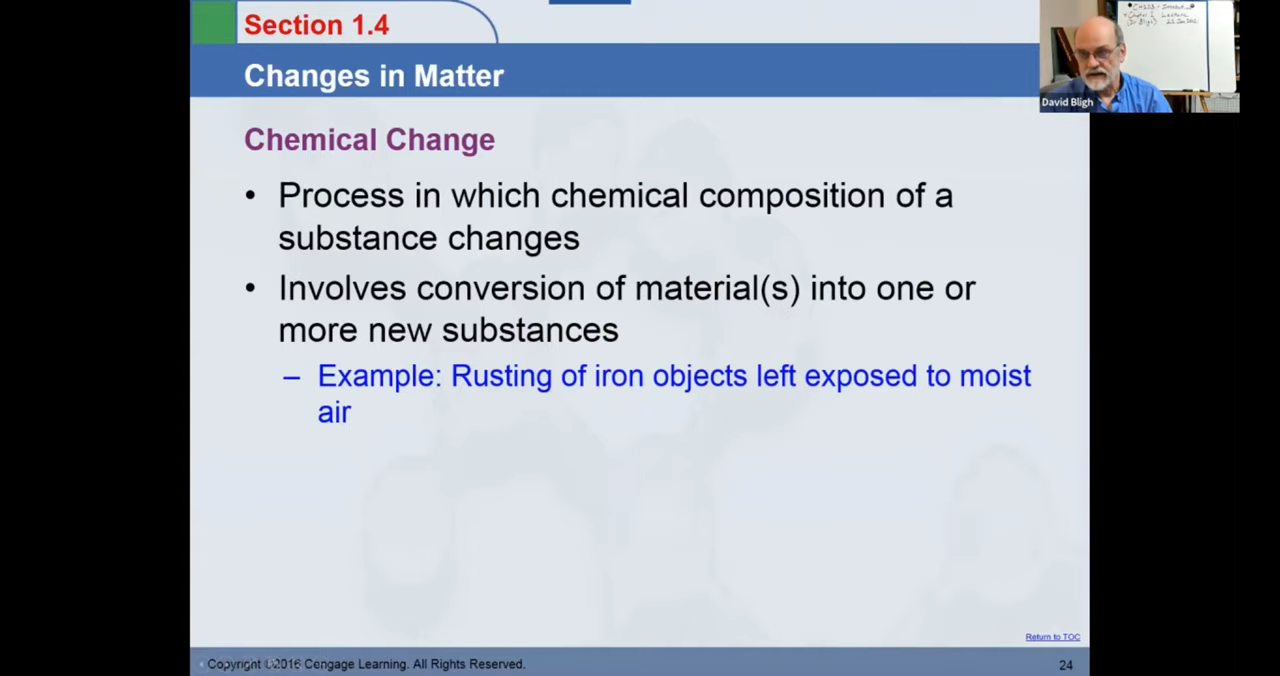 Section 1.4
Changes in Matter
Chemical Change
• Process in which chemical composition of a
substance changes
• Involves conversion of material(s) into one or
more new substances
– Example: Rusting of iron objects left exposed to moist
air
Return to TOC
Copyright ©2016 Cengage Learning. All Rights Reserved.
24
Lecture
David Bligh